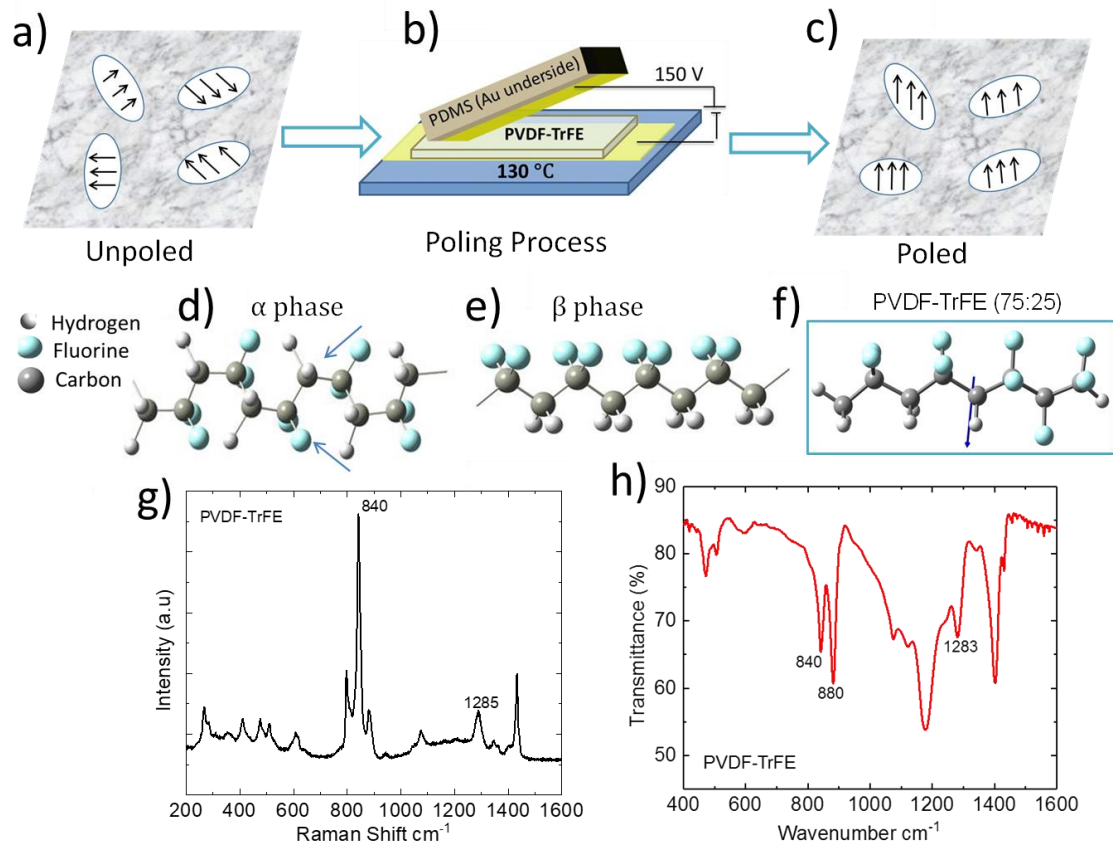 a)
b)
c)
PDMS (Au underside)
150 V
PVDF-TrFE
130 °C
Unpoled
Poling Process
Poled
d)
α phase
e)
β phase
f)
PVDF-TrFE (75:25)
Hydrogen
Fluorine
Carbon
g)
PVDF-TrFE
840
1285
Intensity (a.u)
200 400 600 800 1000 1200 1400 1600
Raman Shift cm⁻¹
h)
90
80
70
60
50
Transmittance (%)
840
880
1283
PVDF-TrFE
400 600 800 1000 1200 1400 1600
Wavenumber cm⁻¹